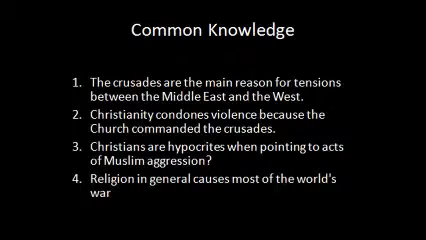 Common Knowledge
1. The crusades are the main reason for tensions
between the Middle East and the West.
2. Christianity condones violence because the
Church commanded the crusades.
3. Christians are hypocrites when pointing to acts
of Muslim aggression?
4. Religion in general causes most of the world's
war